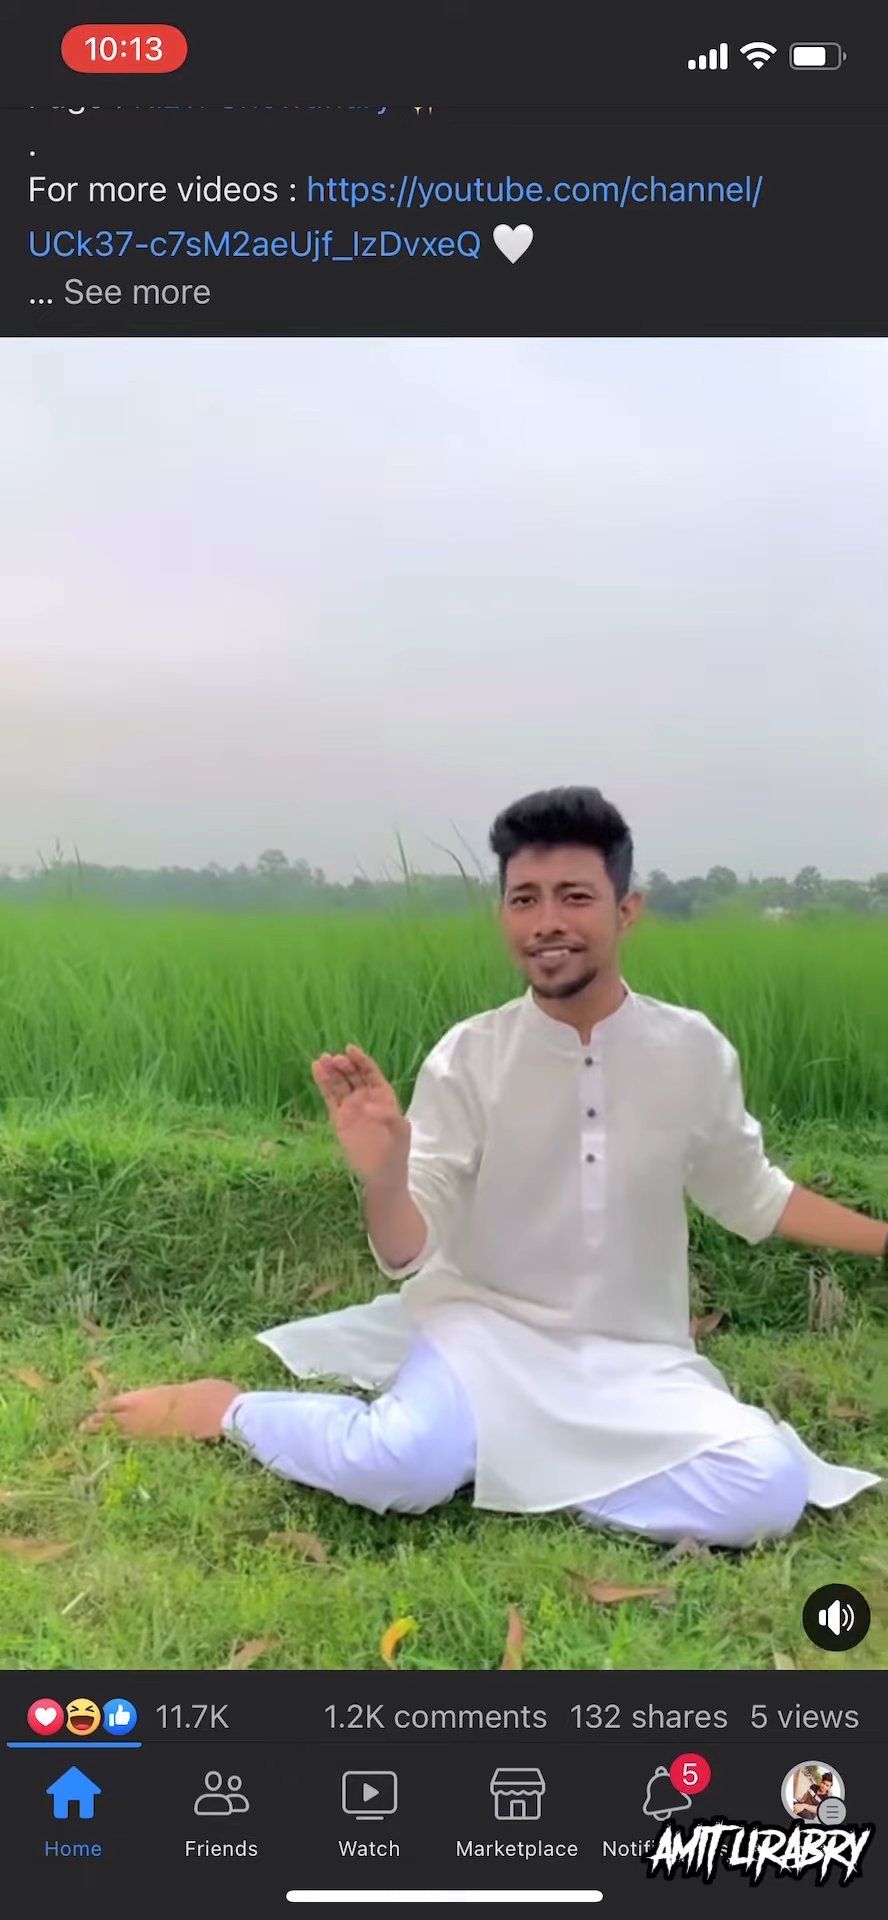 10:13
.
For more videos : https://youtube.com/channel/
UCk37-c7sM2aeUjf_IzDvxeQ 🤍
... See more
11.7K 1.2K comments 132 shares 5 views
5
Home Friends Watch Marketplace
AMIT LIRABRY